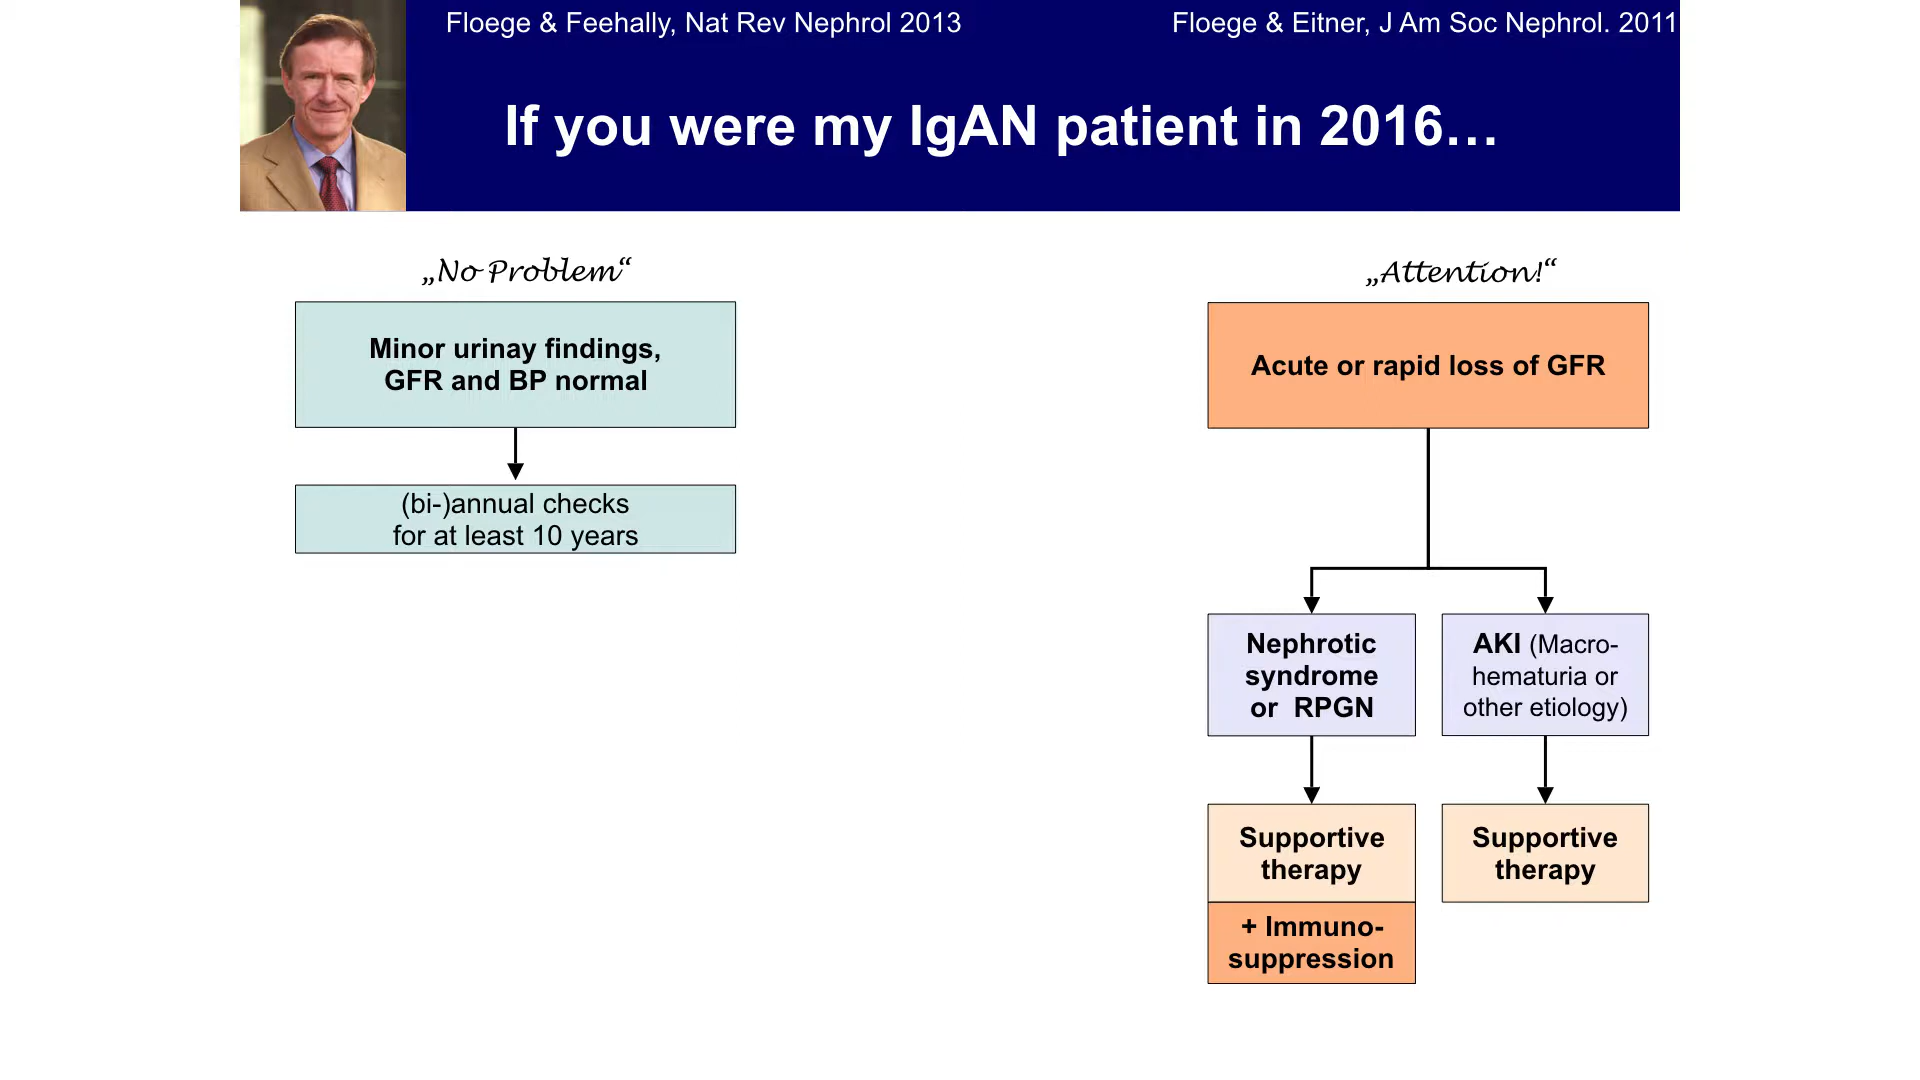 Floege & Feehally, Nat Rev Nephrol 2013
Floege & Eitner, J Am Soc Nephrol. 2011
If you were my IgAN patient in 2016…
„No Problem“
Minor urinay findings,
GFR and BP normal
(bi-)annual checks
for at least 10 years
„Attention!“
Acute or rapid loss of GFR
Nephrotic
syndrome
or RPGN
Supportive
therapy
+ Immuno-
suppression
AKI (Macro-
hematuria or
other etiology)
Supportive
therapy